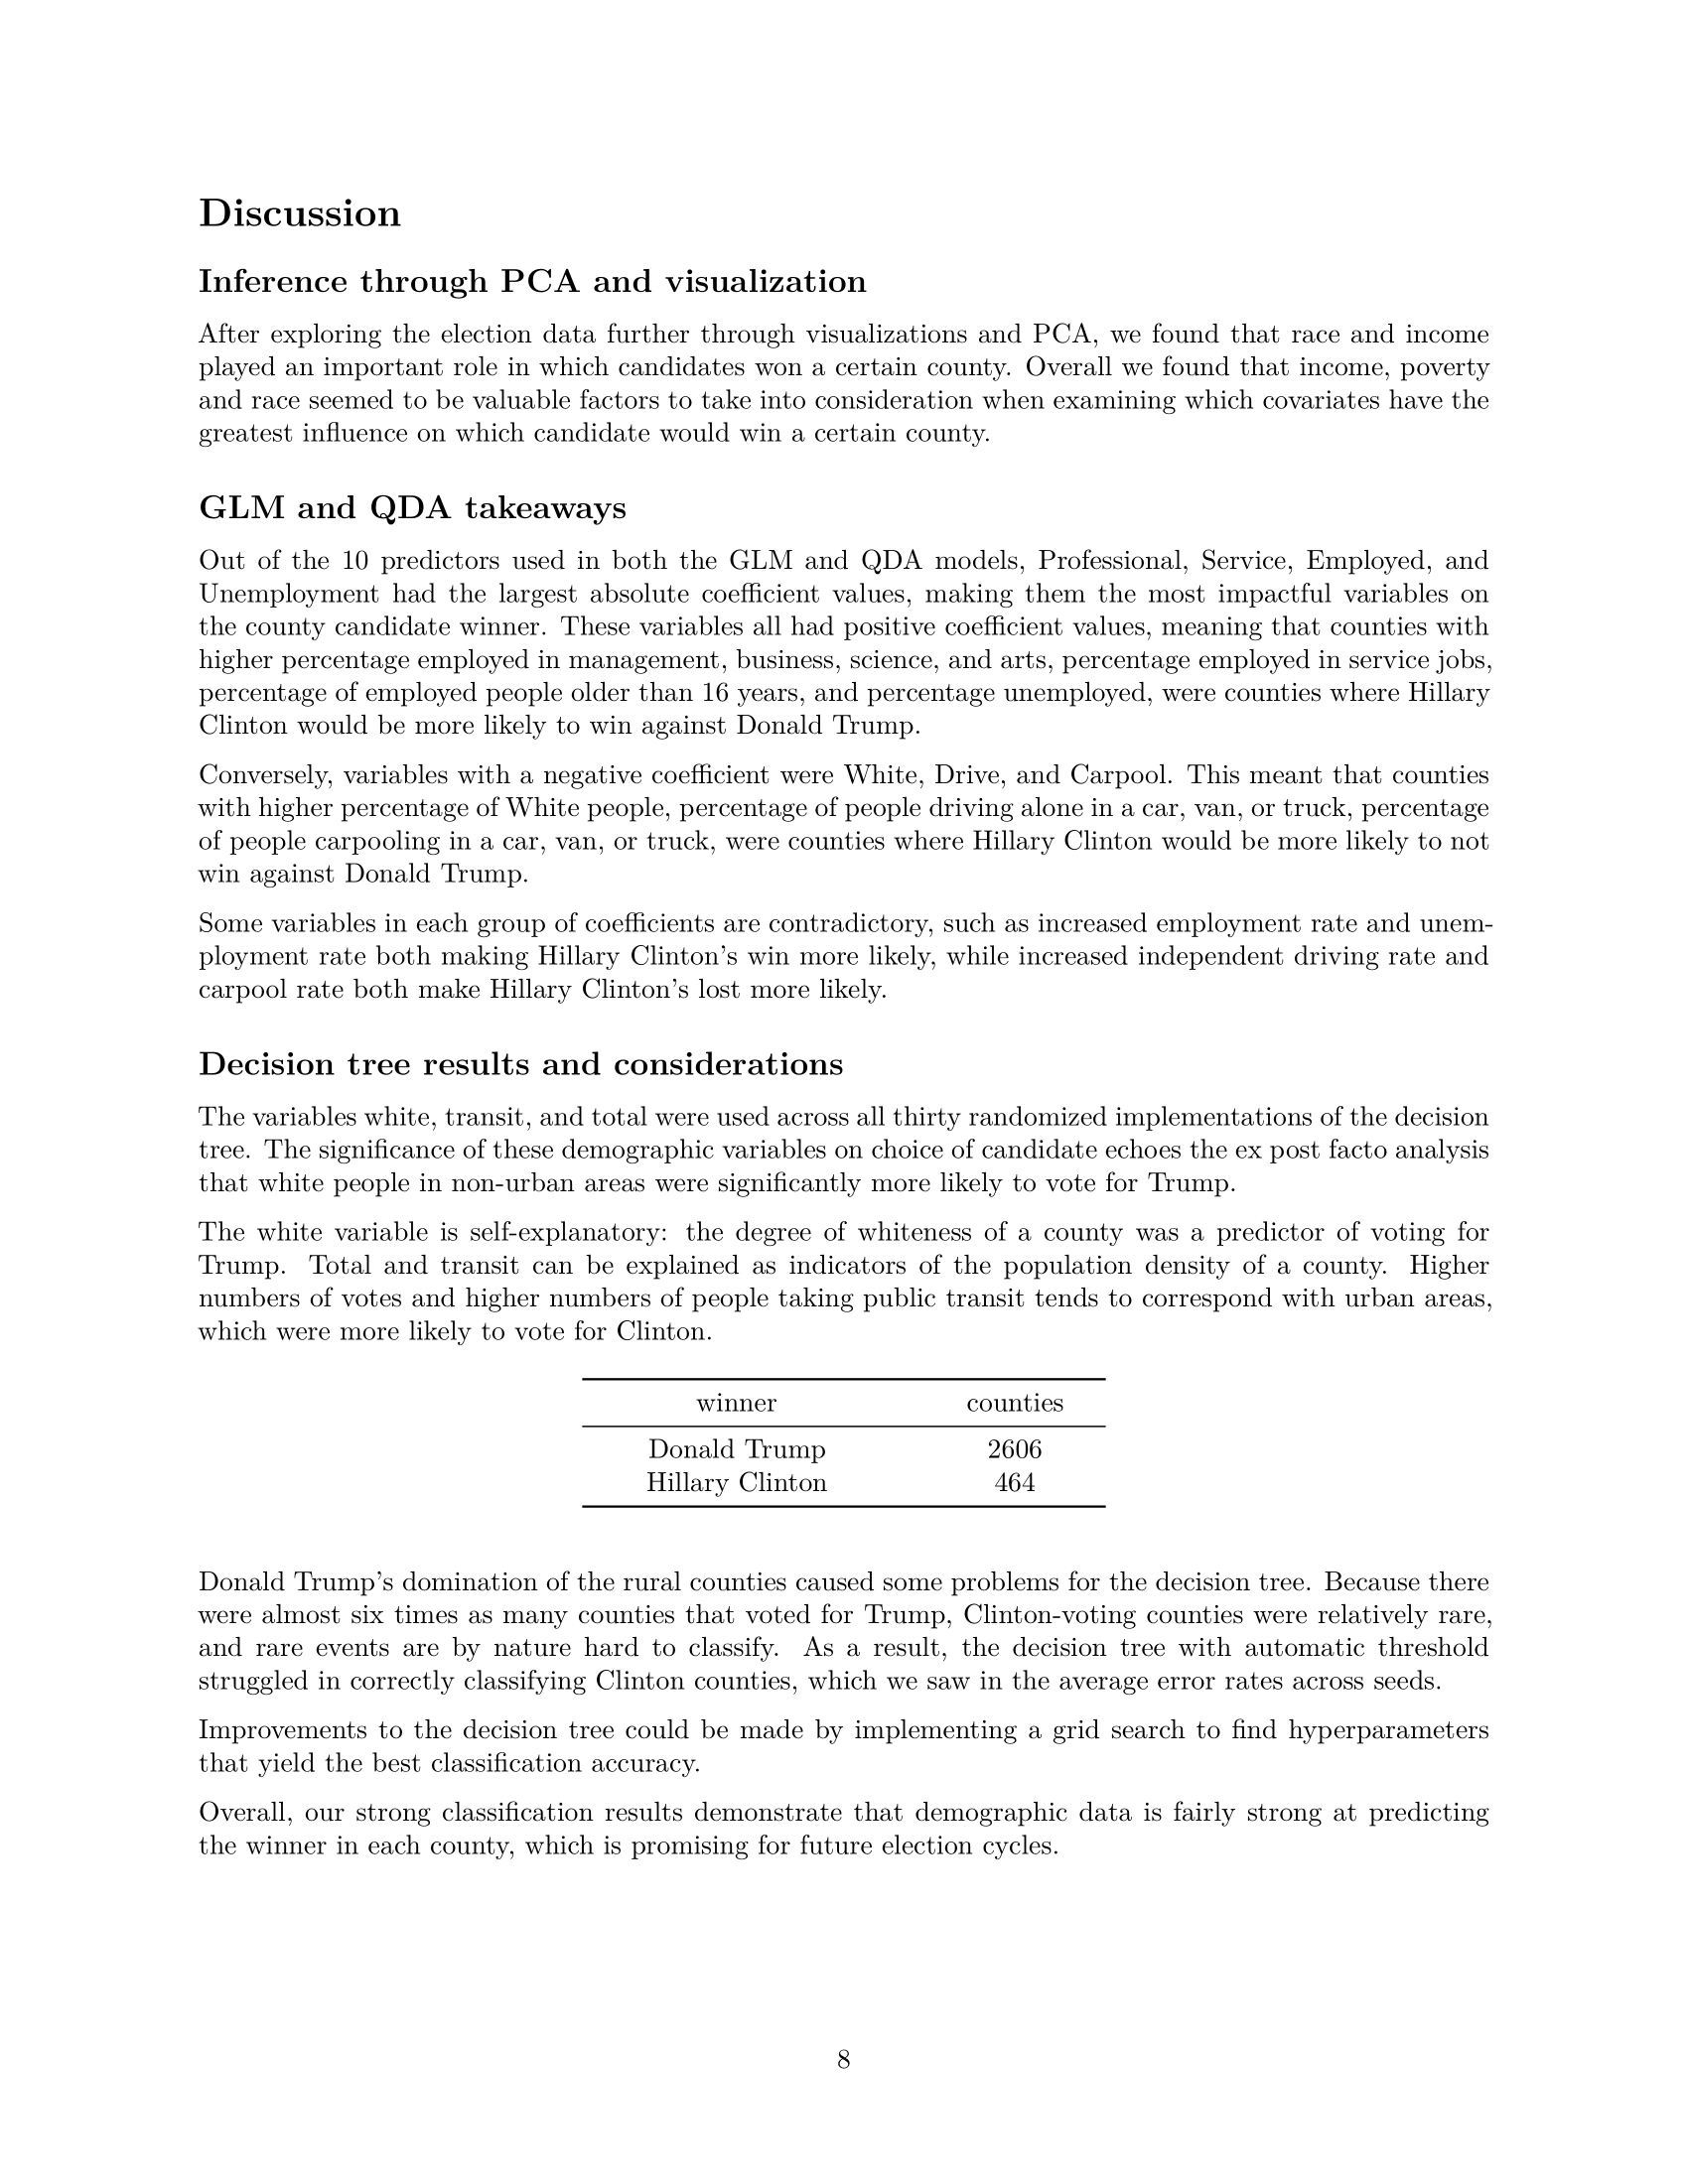 Discussion
Inference through PCA and visualization
After exploring the election data further through visualizations and PCA, we found that race and income
played an important role in which candidates won a certain county. Overall we found that income, poverty
and race seemed to be valuable factors to take into consideration when examining which covariates have the
greatest influence on which candidate would win a certain county.
GLM and QDA takeaways
Out of the 10 predictors used in both the GLM and QDA models, Professional, Service, Employed, and
Unemployment had the largest absolute coefficient values, making them the most impactful variables on
the county candidate winner. These variables all had positive coefficient values, meaning that counties with
higher percentage employed in management, business, science, and arts, percentage employed in service jobs,
percentage of employed people older than 16 years, and percentage unemployed, were counties where Hillary
Clinton would be more likely to win against Donald Trump.
Conversely, variables with a negative coefficient were White, Drive, and Carpool. This meant that counties
with higher percentage of White people, percentage of people driving alone in a car, van, or truck, percentage
of people carpooling in a car, van, or truck, were counties where Hillary Clinton would be more likely to not
win against Donald Trump.
Some variables in each group of coefficients are contradictory, such as increased employment rate and unem-
ployment rate both making Hillary Clinton's win more likely, while increased independent driving rate and
carpool rate both make Hillary Clinton's lost more likely.
Decision tree results and considerations
The variables white, transit, and total were used across all thirty randomized implementations of the decision
tree. The significance of these demographic variables on choice of candidate echoes the ex post facto analysis
that white people in non-urban areas were significantly more likely to vote for Trump.
The white variable is self-explanatory: the degree of whiteness of a county was a predictor of voting for
Trump. Total and transit can be explained as indicators of the population density of a county. Higher
numbers of votes and higher numbers of people taking public transit tends to correspond with urban areas,
which were more likely to vote for Clinton.
winner counties
Donald Trump 2606
Hillary Clinton 464
Donald Trump's domination of the rural counties caused some problems for the decision tree. Because there
were almost six times as many counties that voted for Trump, Clinton-voting counties were relatively rare,
and rare events are by nature hard to classify. As a result, the decision tree with automatic threshold
struggled in correctly classifying Clinton counties, which we saw in the average error rates across seeds.
Improvements to the decision tree could be made by implementing a grid search to find hyperparameters
that yield the best classification accuracy.
Overall, our strong classification results demonstrate that demographic data is fairly strong at predicting
the winner in each county, which is promising for future election cycles.
8